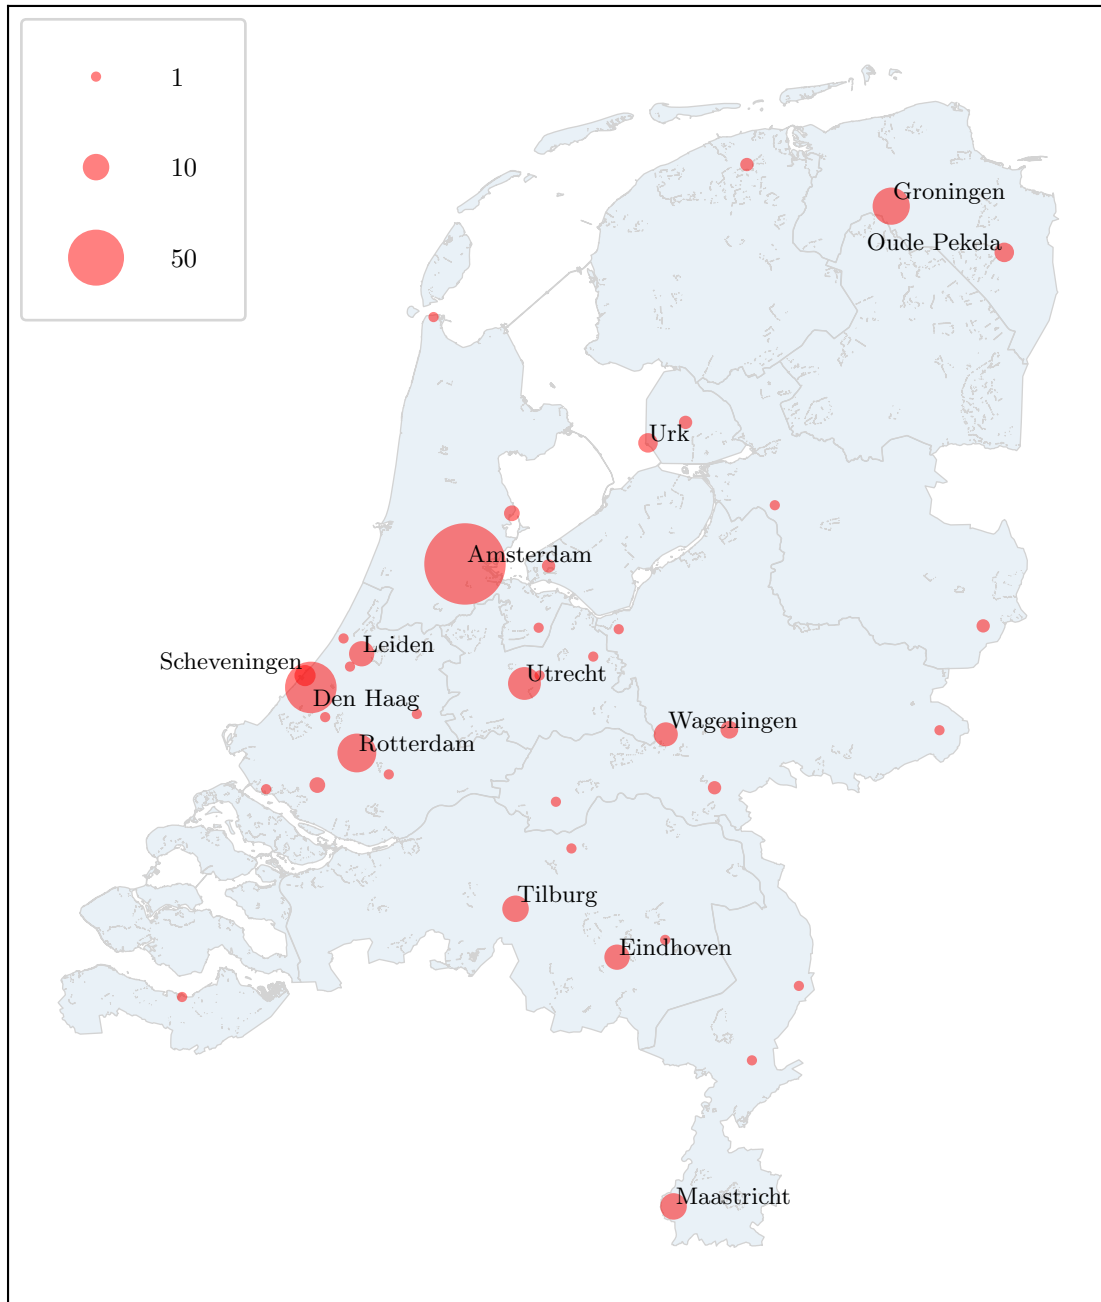 1
10
50
Groningen
Oude Pekela
Urk
Amsterdam
Leiden
Scheveningen
Utrecht
Den Haag
Wageningen
Rotterdam
Tilburg
Eindhoven
Maastricht